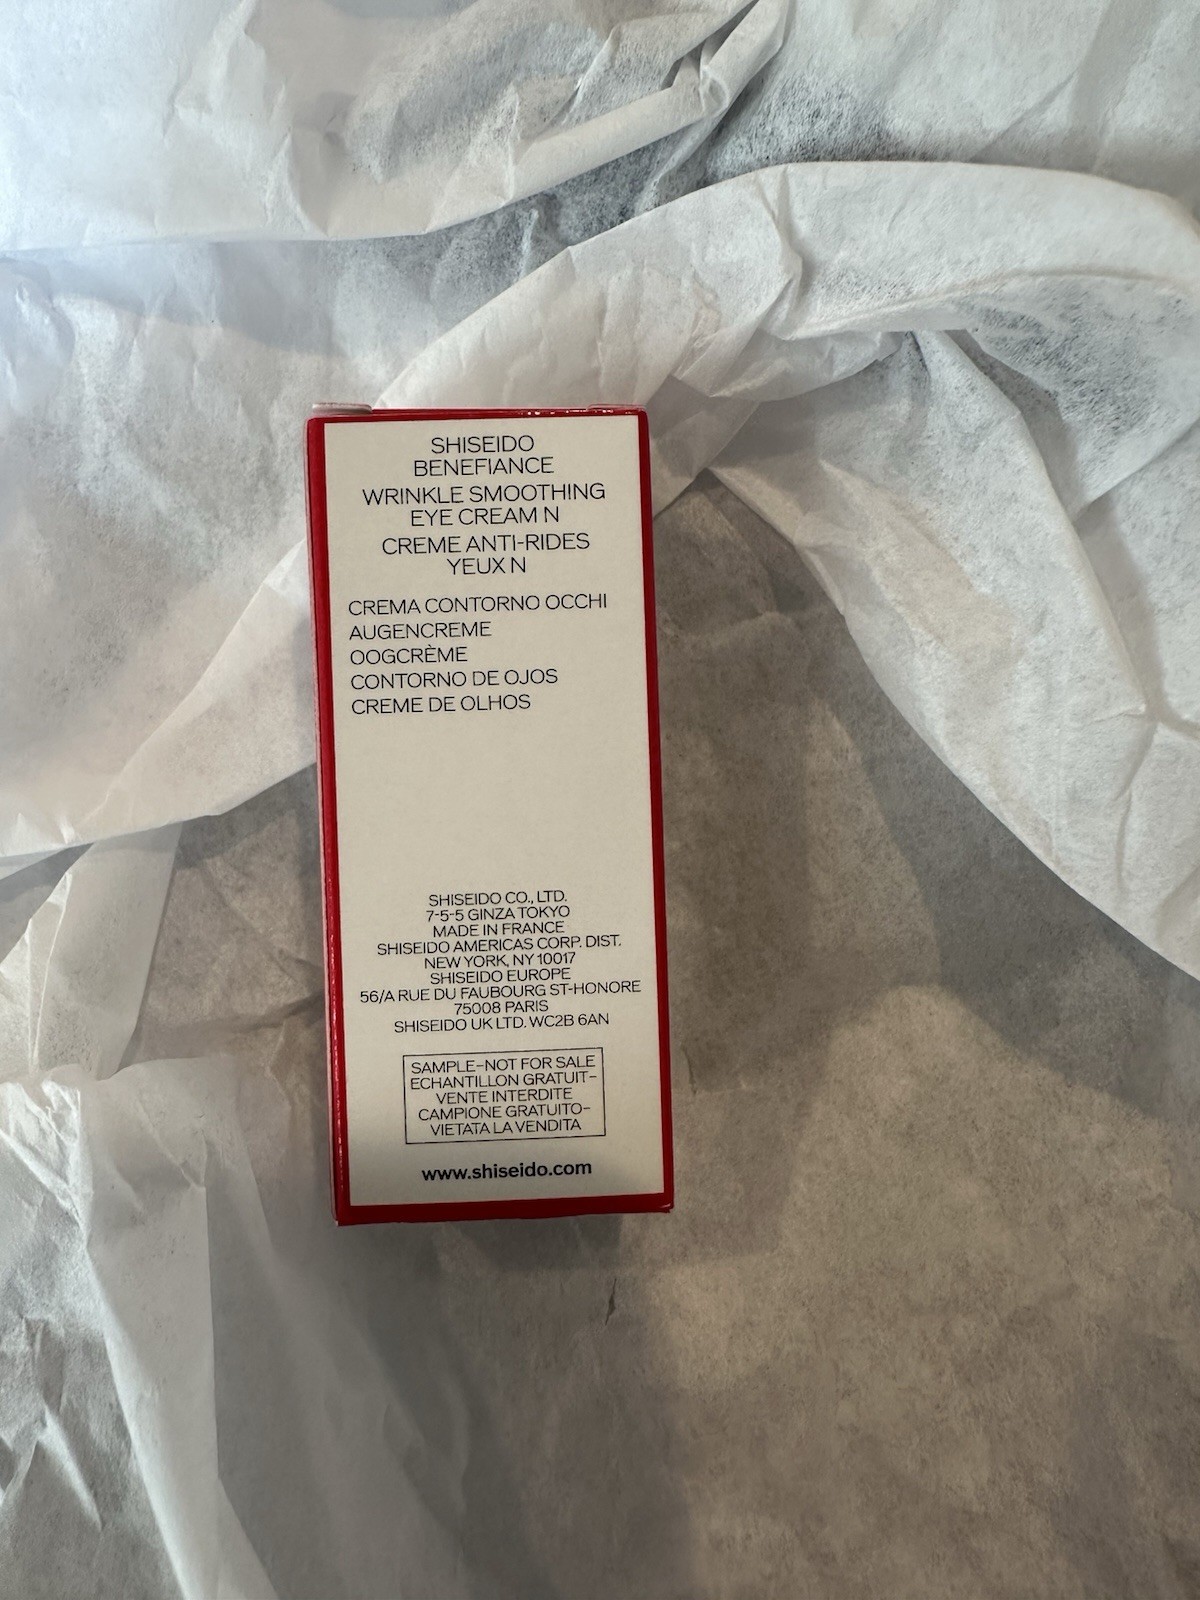 SHISEIDO
BENEFIANCE
WRINKLE SMOOTHING
EYE CREAM N
CREME ANTI-RIDES
YEUX N
CREMA CONTORNO OCCHI
AUGENCREME
OOGCRÈME
CONTORNO DE OJOS
CREME DE OLHOS
SHISEIDO CO., LTD.
7-5-5 GINZA TOKYO
MADE IN FRANCE
SHISEIDO AMERICAS CORP. DIST.
NEW YORK, NY 10017
SHISEIDO EUROPE
56/A RUE DU FAUBOURG ST-HONORE
75008 PARIS
SHISEIDO UK LTD. WC2B 6AN
SAMPLE-NOT FOR SALE
ECHANTILLON GRATUIT-
VENTE INTERDITE
CAMPIONE GRATUITO-
VIETATA LA VENDITA
www.shiseido.com